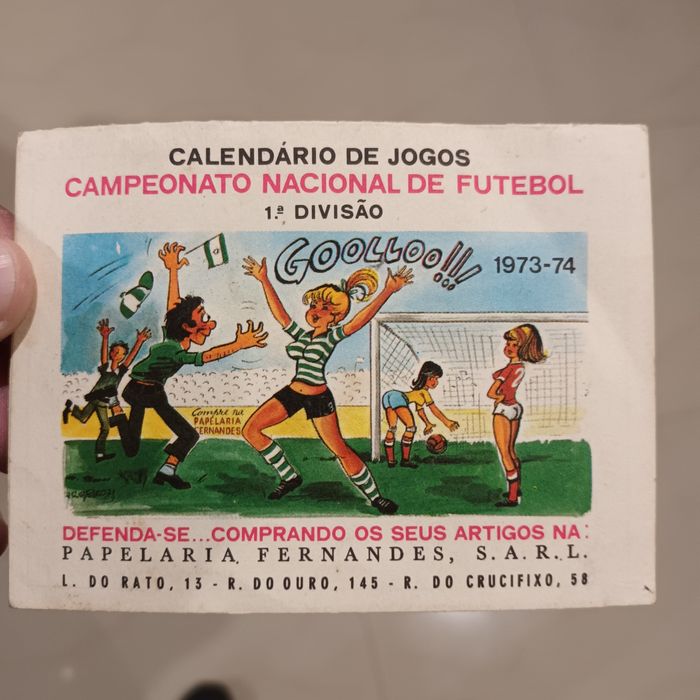 CALENDÁRIO DE JOGOS
CAMPEONATO NACIONAL DE FUTEBOL
1.ª DIVISÃO
GOOLLOO!!!
1973-74
Compre na
PAPELARIA
FERNANDES
DEFENDA-SE...COMPRANDO OS SEUS ARTIGOS NA:
PAPELARIA FERNANDES, S.A.R.L.
L. DO RATO, 13 - R. DO OURO, 145 - R. DO CRUCIFIXO, 58